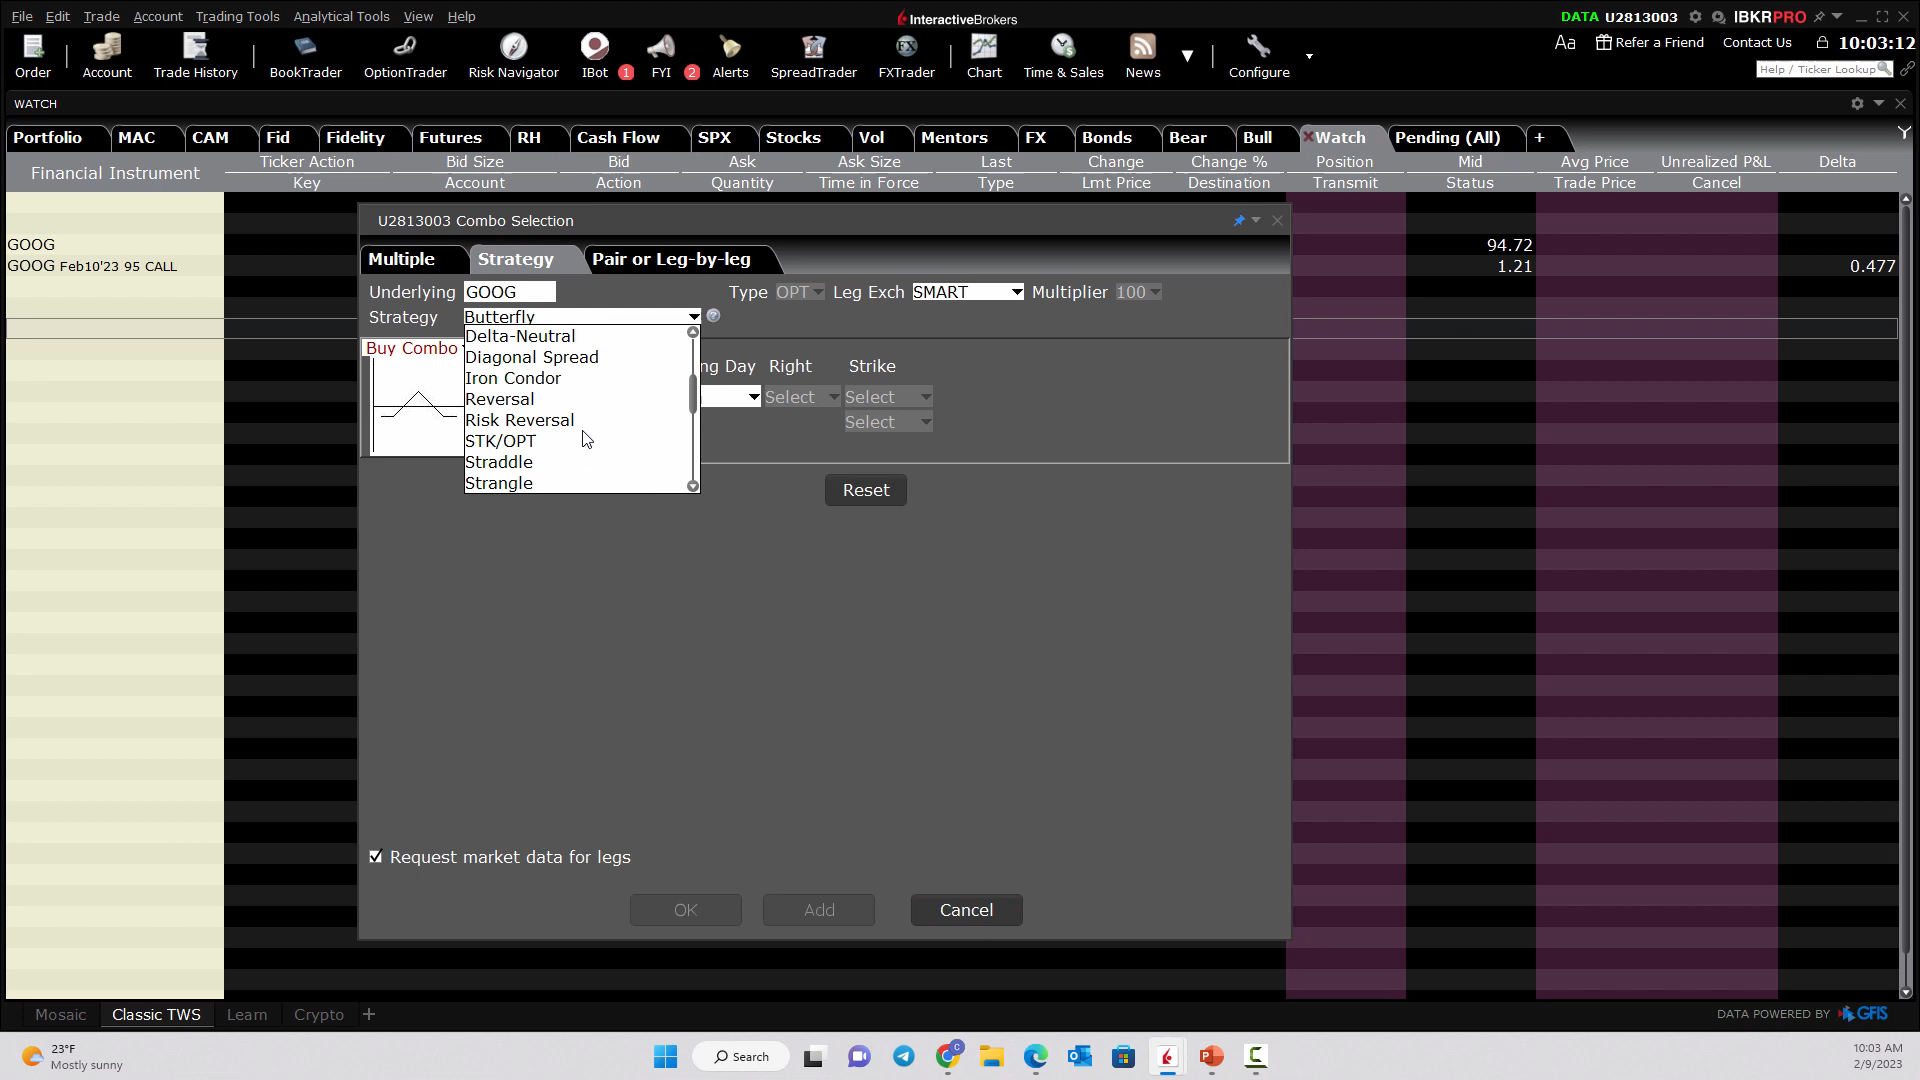 File Edit Trade Account Trading Tools Analytical Tools View Help
InteractiveBrokers
DATA U2813003 IBKRPRO
Order Account Trade History BookTrader OptionTrader Risk Navigator IBot 1 FYI 2 Alerts SpreadTrader FXTrader Chart Time & Sales News Configure
Aa Refer a Friend Contact Us 10:03:12
Help / Ticker Lookup
WATCH
Portfolio MAC CAM Fid Fidelity Futures RH Cash Flow SPX Stocks Vol Mentors FX Bonds Bear Bull Watch Pending (All) +
Financial Instrument
Ticker Action Bid Size Bid Ask Ask Size Last Change Change % Position Mid Avg Price Unrealized P&L Delta
Key Account Action Quantity Time in Force Type Lmt Price Destination Transmit Status Trade Price Cancel
U2813003 Combo Selection
GOOG 94.72
GOOG Feb10'23 95 CALL 1.21 0.477
Multiple Strategy Pair or Leg-by-leg
Underlying GOOG Type OPT Leg Exch SMART Multiplier 100
Strategy Butterfly
Delta-Neutral
Diagonal Spread
Iron Condor
Reversal
Risk Reversal
STK/OPT
Straddle
Strangle
Buy Combo
ng Day Right Strike
Select Select
Select
Reset
Request market data for legs
OK Add Cancel
Mosaic Classic TWS Learn Crypto +
DATA POWERED BY GFIS
23°F
Mostly sunny
Search
10:03 AM
2/9/2023